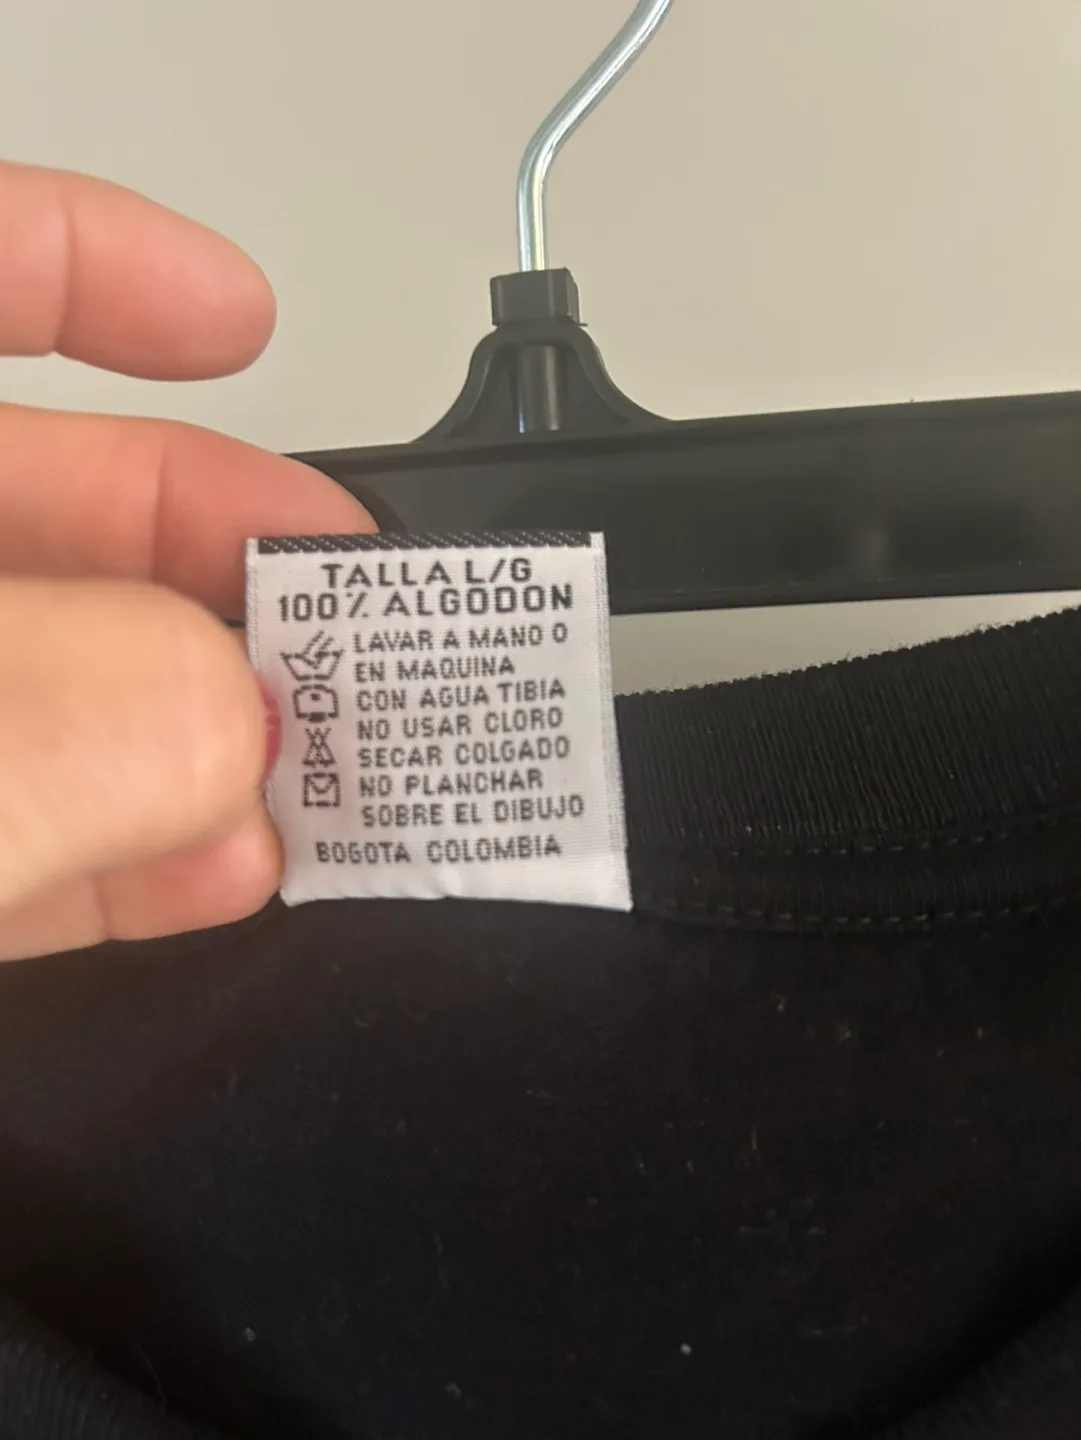 TALLA L/G
100% ALGODON
LAVAR A MANO O
EN MAQUINA
CON AGUA TIBIA
NO USAR CLORO
SECAR COLGADO
NO PLANCHAR
SOBRE EL DIBUJO
BOGOTA COLOMBIA